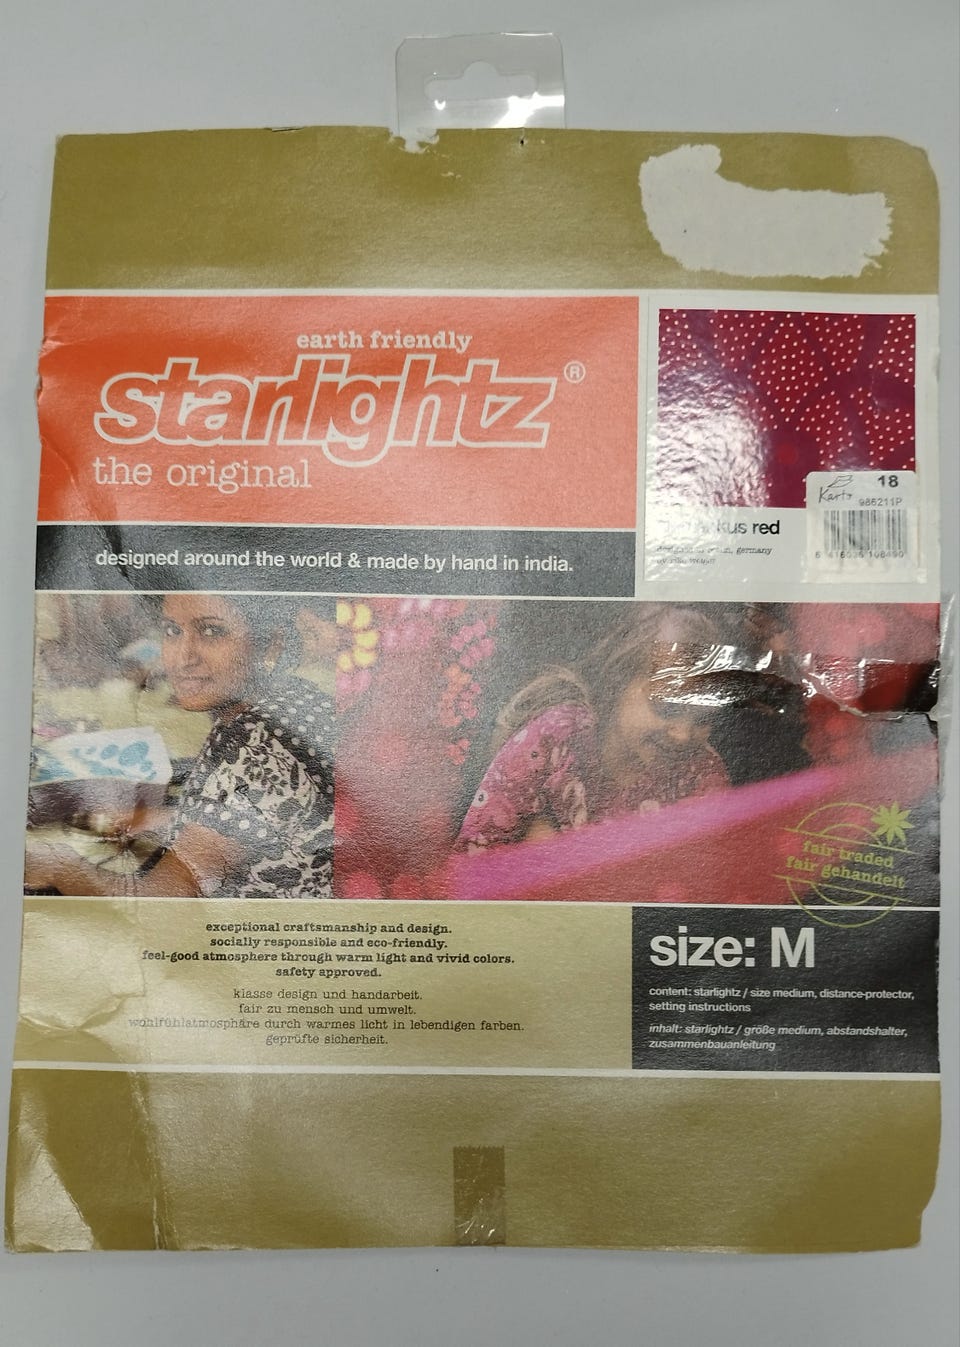 earth friendly
starlightz ®
the original
designed around the world & made by hand in india.
red
germany
18
Karto
986211P
fair traded
fair gehandelt
exceptional craftsmanship and design.
socially responsible and eco-friendly.
feel-good atmosphere through warm light and vivid colors.
safety approved.
klasse design und handarbeit.
fair zu mensch und umwelt.
wohlfühlatmosphäre durch warmes licht in lebendigen farben.
geprüfte sicherheit.
size: M
content: starlightz / size medium, distance-protector,
setting instructions
inhalt: starlightz / größe medium, abstandshalter,
zusammenbauanleitung